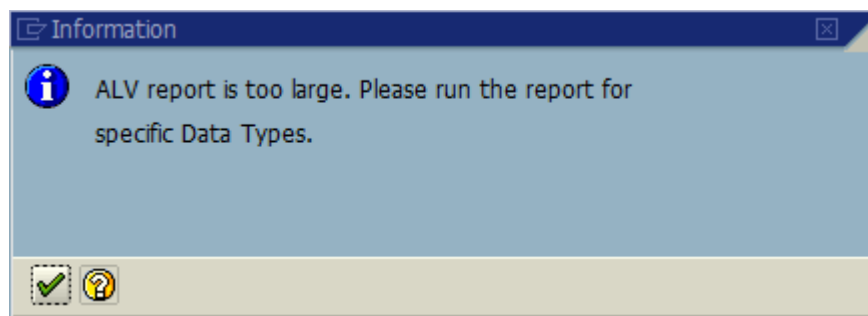 Information
ALV report is too large. Please run the report for
specific Data Types.